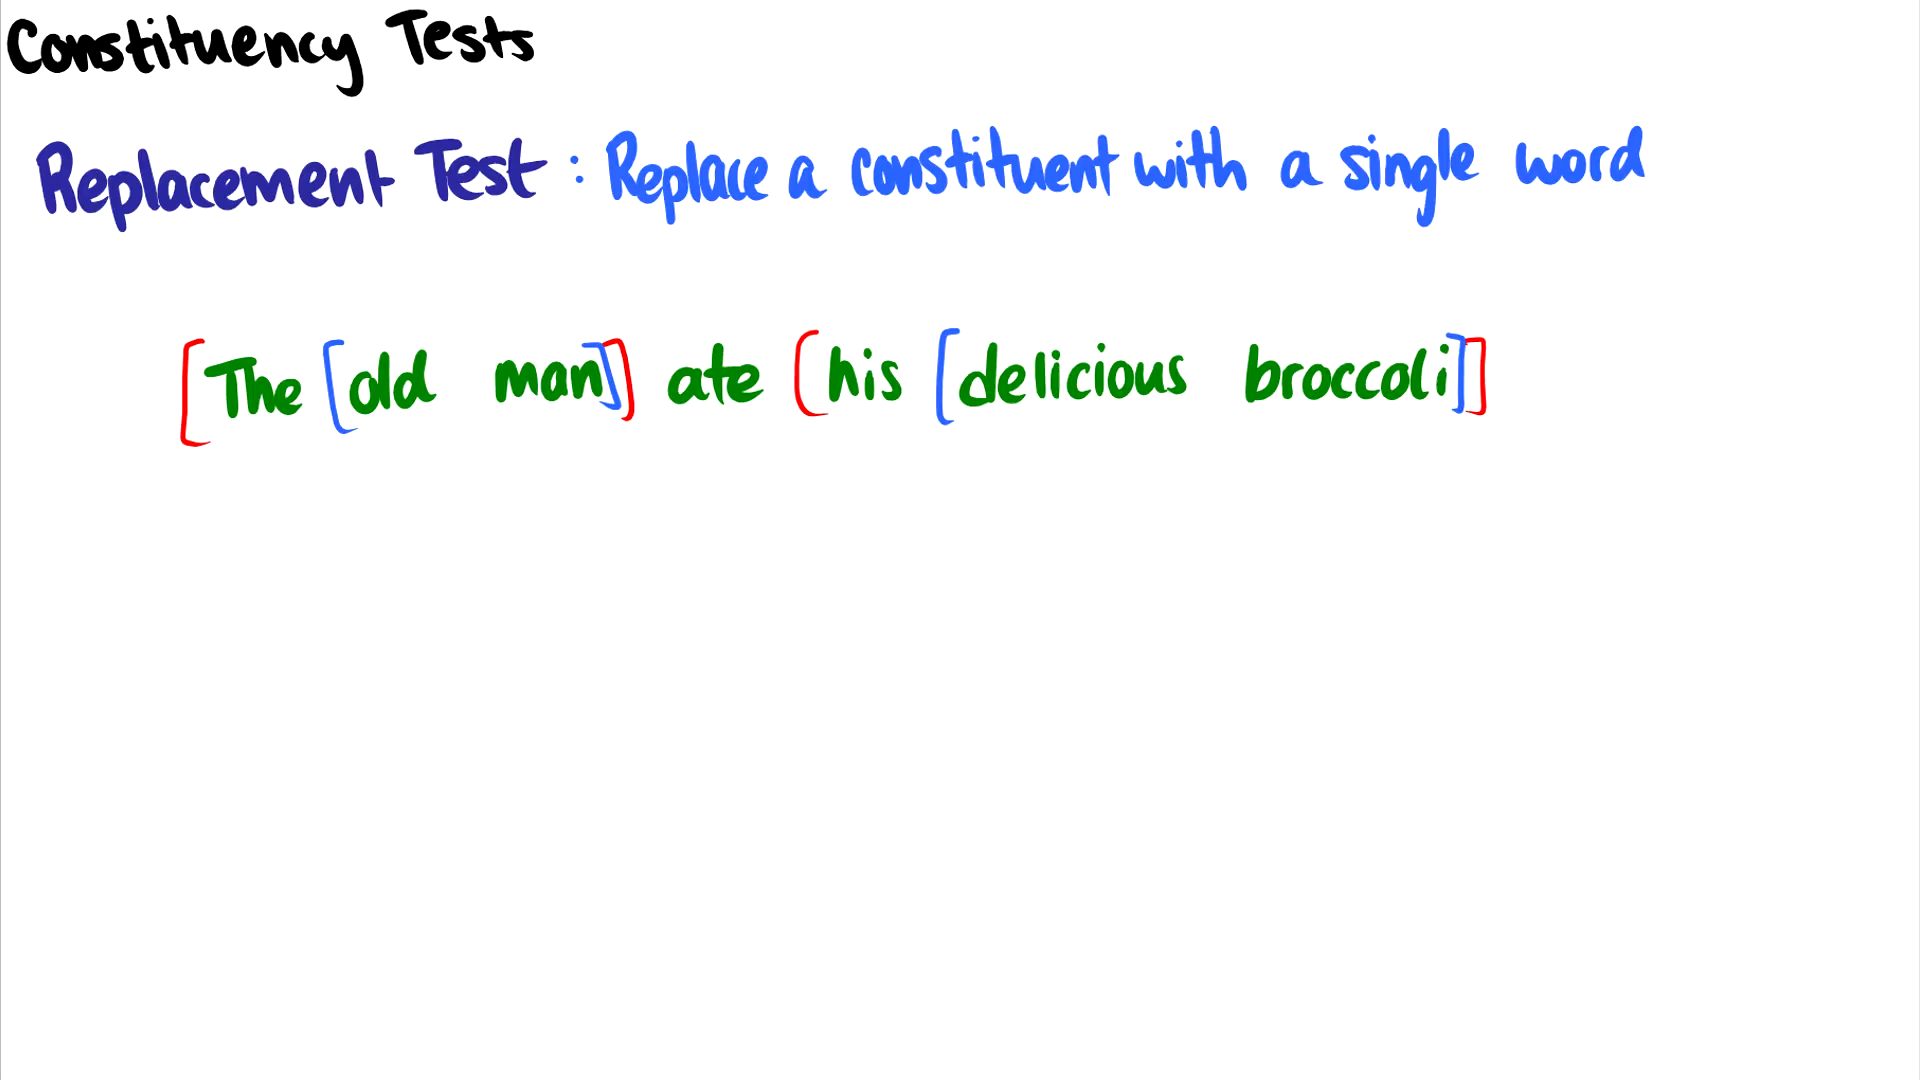 Constituency Tests
Replacement Test : Replace a constituent with a single word
[The [old man]] ate [his [delicious broccoli]]